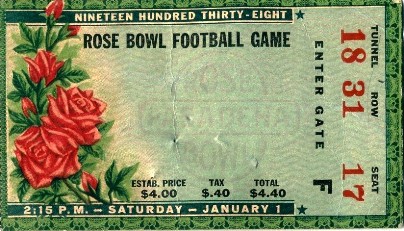 NINETEEN HUNDRED THIRTY-EIGHT
ROSE BOWL FOOTBALL GAME
ESTAB. PRICE TAX TOTAL
$4.00 $.40 $4.40
2:15 P.M. – SATURDAY – JANUARY 1
ENTER GATE F
TUNNEL ROW SEAT
18 31 17